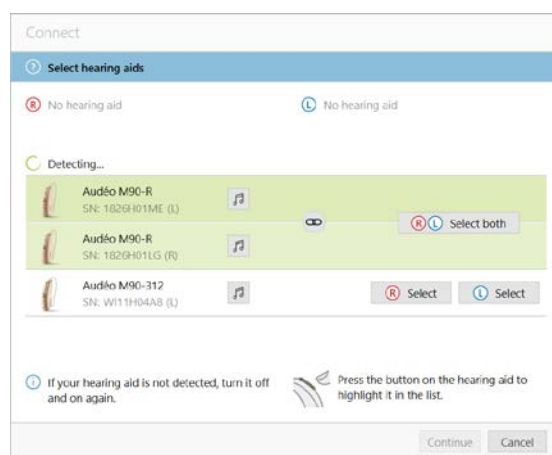 Connect
Select hearing aids
R No hearing aid
L No hearing aid
Detecting...
Audéo M90-R
SN: 1826H01ME (L)
Audéo M90-R
SN: 1826H01LG (R)
R L Select both
Audéo M90-312
SN: WI11H04A8 (L)
R Select
L Select
If your hearing aid is not detected, turn it off
and on again.
Press the button on the hearing aid to
highlight it in the list.
Continue
Cancel